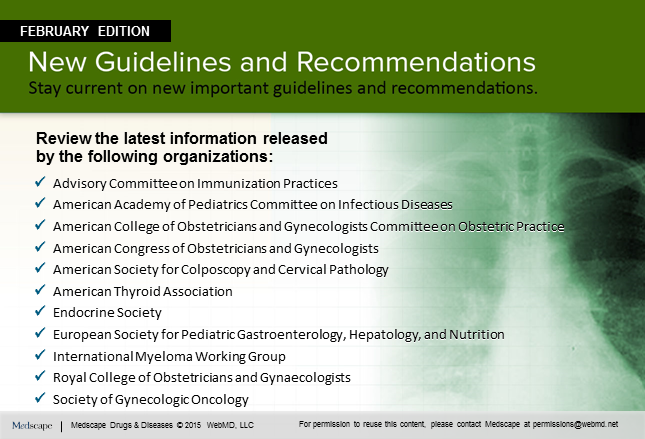 FEBRUARY EDITION
New Guidelines and Recommendations
Stay current on new important guidelines and recommendations.
Review the latest information released
by the following organizations:
✓ Advisory Committee on Immunization Practices
✓ American Academy of Pediatrics Committee on Infectious Diseases
✓ American College of Obstetricians and Gynecologists Committee on Obstetric Practice
✓ American Congress of Obstetricians and Gynecologists
✓ American Society for Colposcopy and Cervical Pathology
✓ American Thyroid Association
✓ Endocrine Society
✓ European Society for Pediatric Gastroenterology, Hepatology, and Nutrition
✓ International Myeloma Working Group
✓ Royal College of Obstetricians and Gynaecologists
✓ Society of Gynecologic Oncology
Medscape | Medscape Drugs & Diseases © 2015 WebMD, LLC For permission to reuse this content, please contact Medscape at permissions@webmd.net